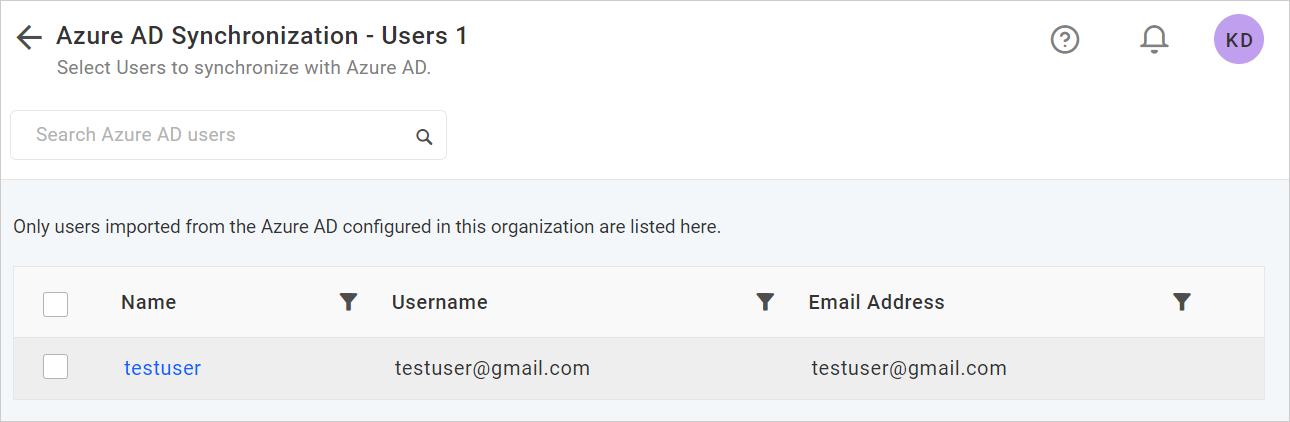 Azure AD Synchronization - Users 1
Select Users to synchronize with Azure AD.
KD
Search Azure AD users
Only users imported from the Azure AD configured in this organization are listed here.
Name Username Email Address
testuser testuser@gmail.com testuser@gmail.com